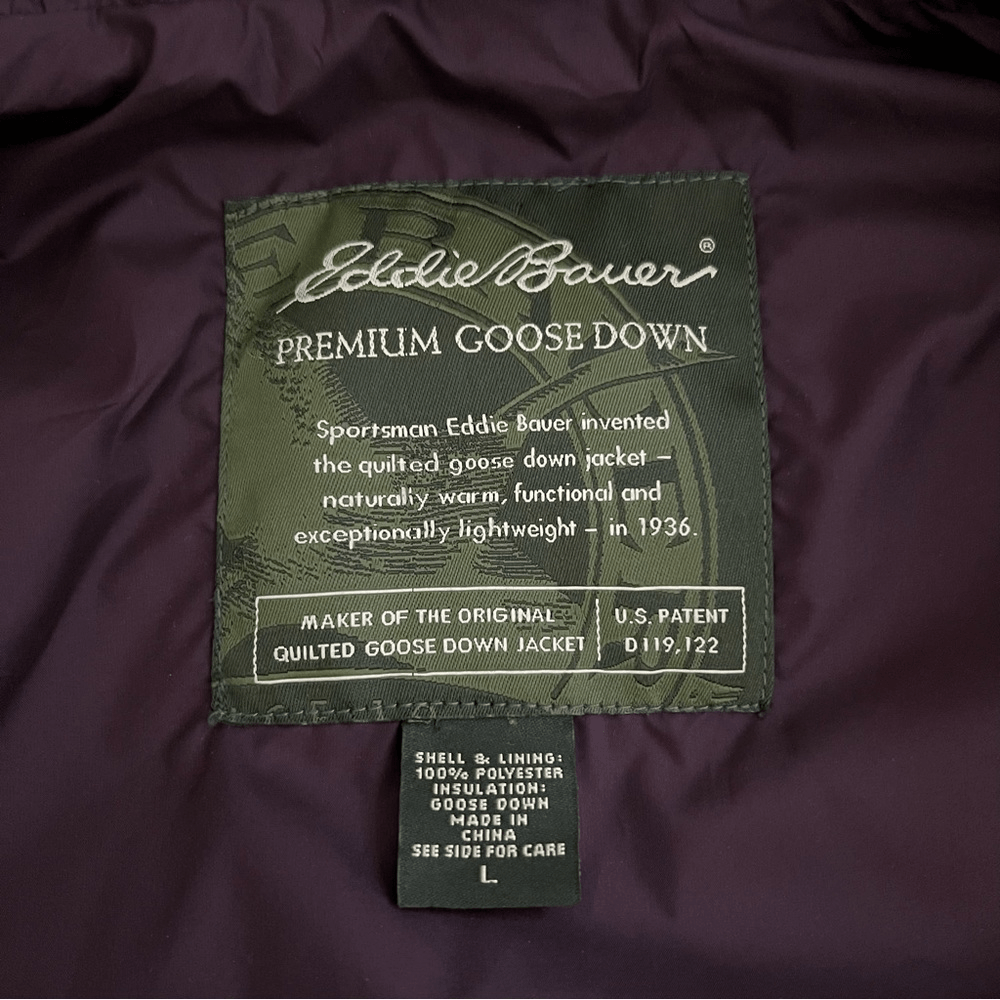 Eddie Bauer®
PREMIUM GOOSE DOWN
Sportsman Eddie Bauer invented
the quilted goose down jacket –
naturally warm, functional and
exceptionally lightweight – in 1936.
MAKER OF THE ORIGINAL
QUILTED GOOSE DOWN JACKET
U.S. PATENT
D119,122
SHELL & LINING:
100% POLYESTER
INSULATION:
GOOSE DOWN
MADE IN
CHINA
SEE SIDE FOR CARE
L